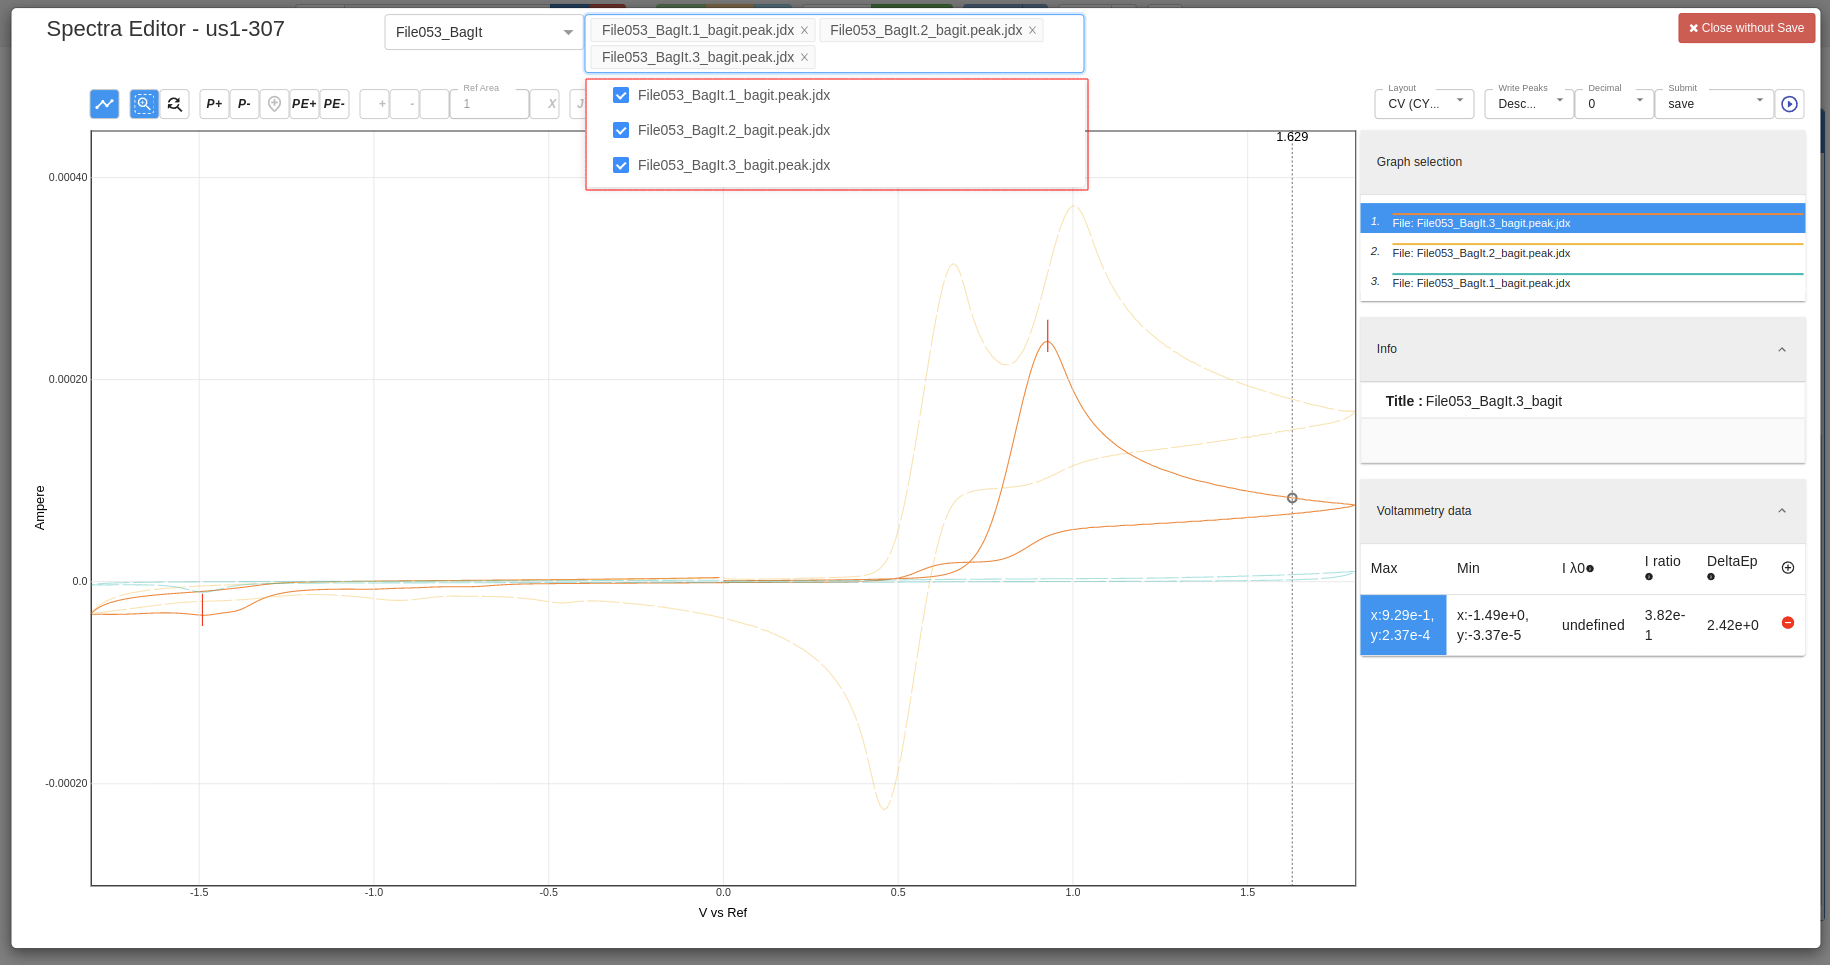 Spectra Editor - us1-307
File053_BagIt
File053_BagIt.1_bagit.peak.jdx ×
File053_BagIt.2_bagit.peak.jdx ×
File053_BagIt.3_bagit.peak.jdx ×
✖ Close without Save
File053_BagIt.1_bagit.peak.jdx
File053_BagIt.2_bagit.peak.jdx
File053_BagIt.3_bagit.peak.jdx
P+
P-
PE+
PE-
+
-
Ref Area
1
X
J
Layout
CV (CY...
Write Peaks
Desc...
Decimal
0
Submit
save
1.629
0.00040
0.00020
0.0
-0.00020
Ampere
-1.5
-1.0
-0.5
0.0
0.5
1.0
1.5
V vs Ref
Graph selection
1. File: File053_BagIt.3_bagit.peak.jdx
2. File: File053_BagIt.2_bagit.peak.jdx
3. File: File053_BagIt.1_bagit.peak.jdx
Info
Title : File053_BagIt.3_bagit
Voltammetry data
Max Min I λ0 I ratio DeltaEp
x:9.29e-1, x:-1.49e+0, undefined 3.82e- 2.42e+0
y:2.37e-4 y:-3.37e-5 1